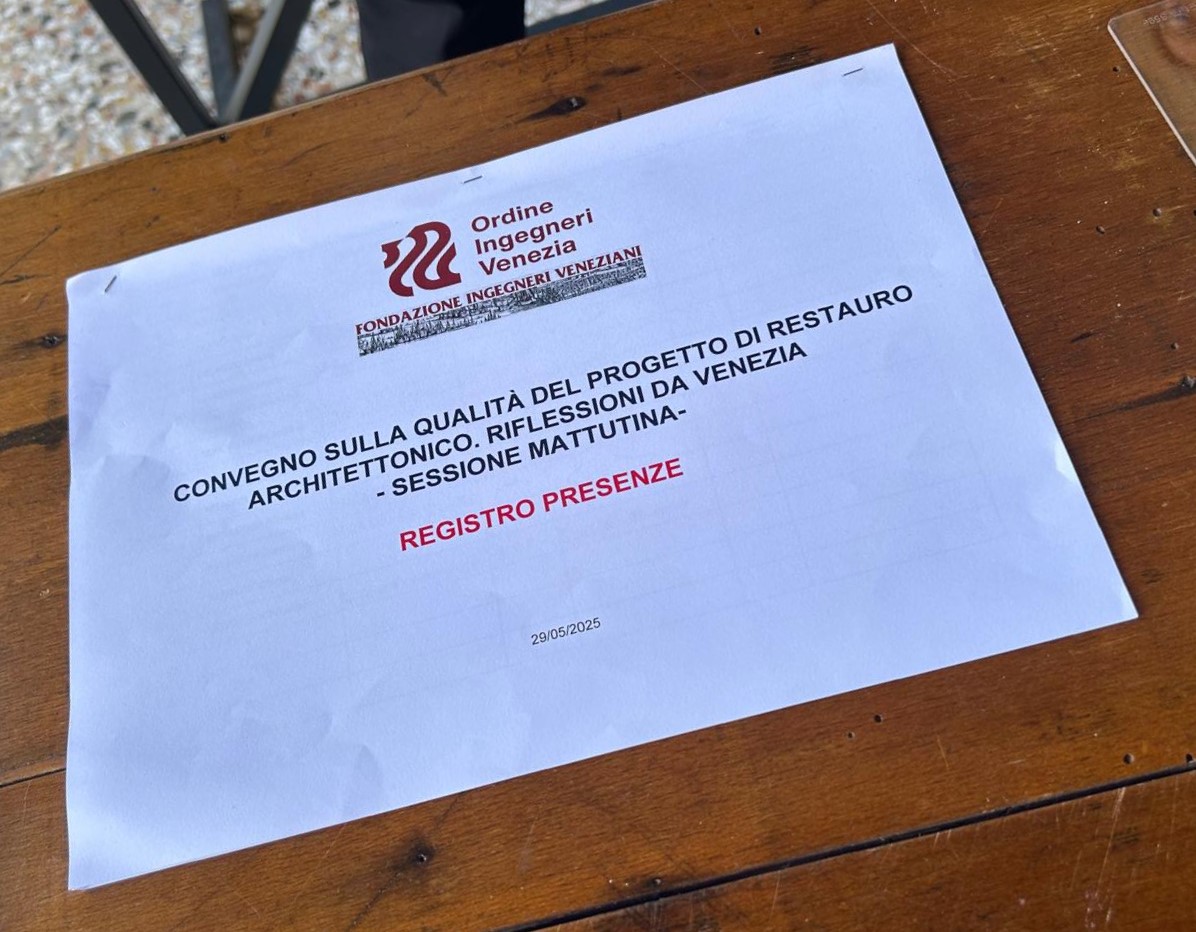 Ordine
Ingegneri
Venezia
FONDAZIONE INGEGNERI VENEZIANI
CONVEGNO SULLA QUALITÀ DEL PROGETTO DI RESTAURO
ARCHITETTONICO. RIFLESSIONI DA VENEZIA
- SESSIONE MATTUTINA-
REGISTRO PRESENZE
29/05/2025